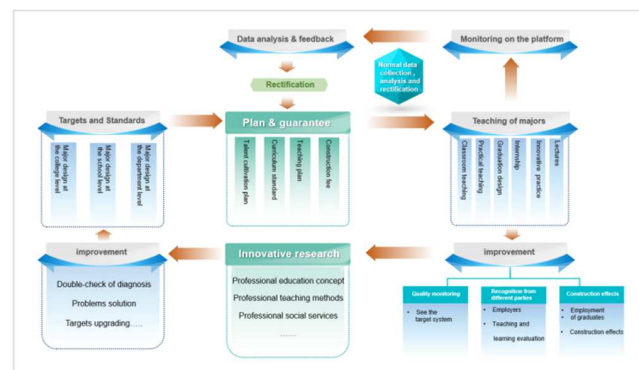 Data analysis & feedback
Monitoring on the platform
Normal data
collection ,
analysis and
rectification
Rectification
Targets and Standards
Plan & guarantee
Teaching of majors
Major design at
the college level
Major design at
the school level
Major design at
the department level
Talent cultivation plan
Curriculum standard
Teaching plan
Construction fee
Classroom teaching
Practical teaching
Graduation design
Internship
Innovative practice
Lectures
improvement
Innovative research
improvement
Double-check of diagnosis
Problems solution
Targets upgrading.....
Professional education concept
Professional teaching methods
Professional social services
......
Quality monitoring
• See the
target system
Recognition from
different parties
• Employers
• Teaching and
learning evaluation
Construction effects
• Employment
• of graduates
• Construction effects